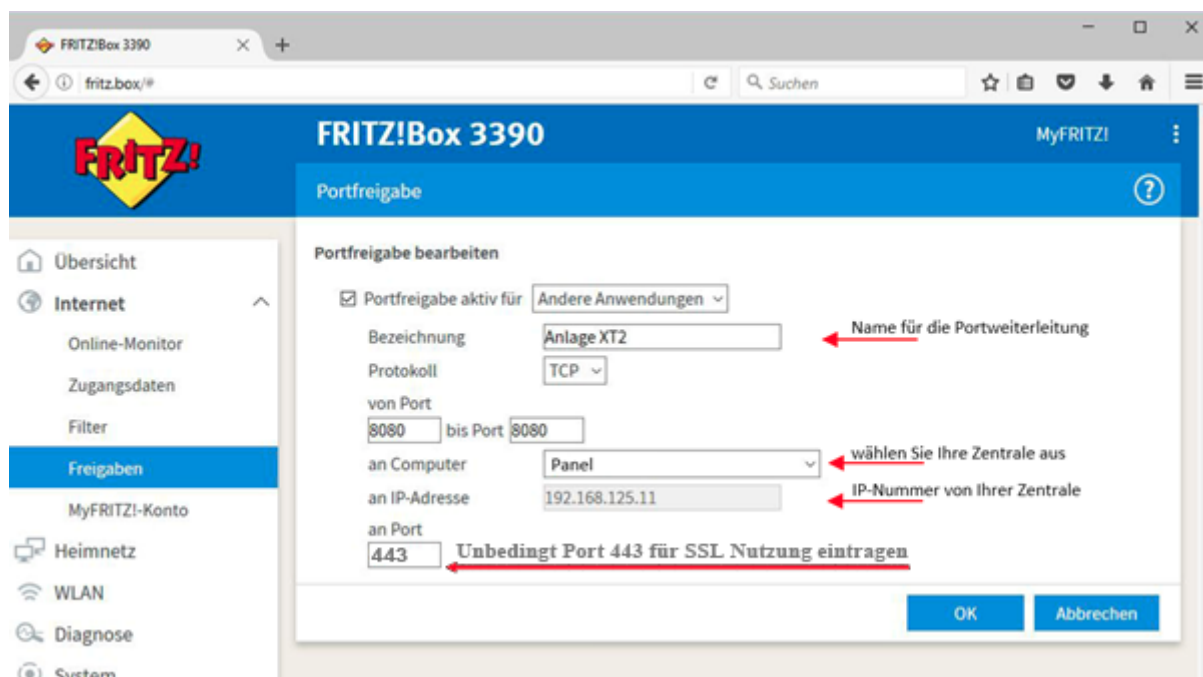 FRITZ!Box 3390
fritz.box/#
Suchen
FRITZ!
FRITZ!Box 3390
MyFRITZ!
Portfreigabe
?
Übersicht
Internet
Online-Monitor
Zugangsdaten
Filter
Freigaben
MyFRITZ!-Konto
Heimnetz
WLAN
Diagnose
System
Portfreigabe bearbeiten
Portfreigabe aktiv für Andere Anwendungen
Bezeichnung Anlage XT2 Name für die Portweiterleitung
Protokoll TCP
von Port
8080 bis Port 8080
an Computer Panel wählen Sie Ihre Zentrale aus
an IP-Adresse 192.168.125.11 IP-Nummer von Ihrer Zentrale
an Port
443 Unbedingt Port 443 für SSL Nutzung eintragen
OK Abbrechen